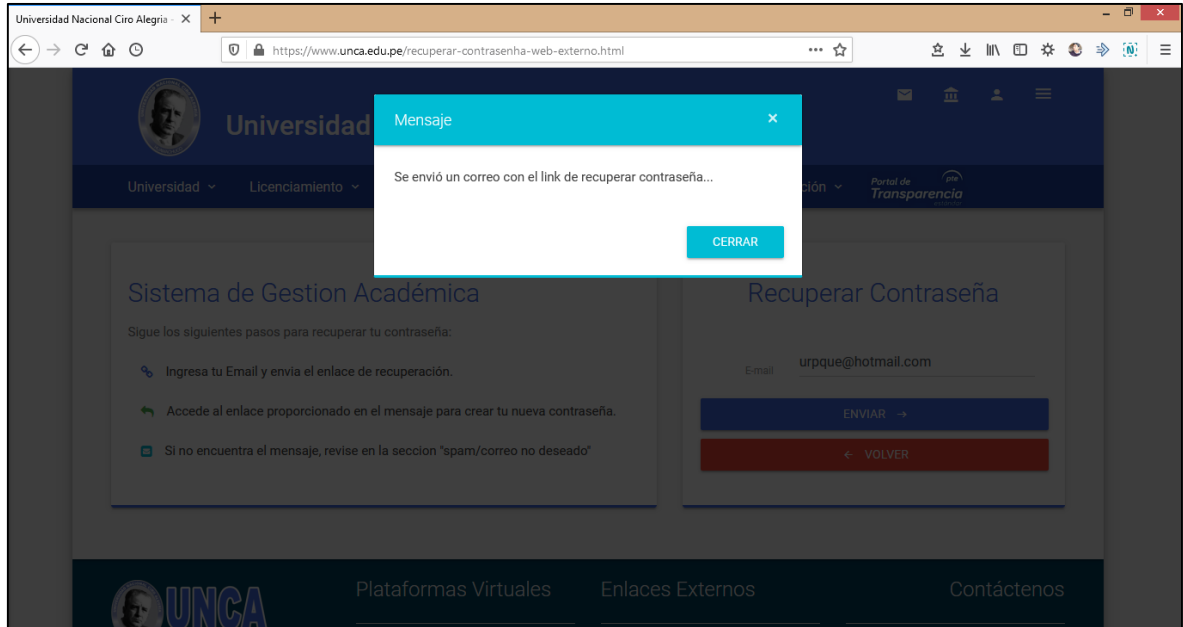 Universidad Nacional Ciro Alegria -
https://www.unca.edu.pe/recuperar-contrasenha-web-externo.html
Universidad
Mensaje
Se envió un correo con el link de recuperar contraseña...
CERRAR
Universidad
Licenciamiento
ción
Portal de
Transparencia
Sistema de Gestion Académica
Sigue los siguientes pasos para recuperar tu contraseña:
Ingresa tu Email y envia el enlace de recuperación.
Accede al enlace proporcionado en el mensaje para crear tu nueva contraseña.
Si no encuentra el mensaje, revise en la seccion "spam/correo no deseado"
Recuperar Contraseña
E-mail urpque@hotmail.com
ENVIAR →
← VOLVER
UNCA
Plataformas Virtuales
Enlaces Externos
Contáctenos